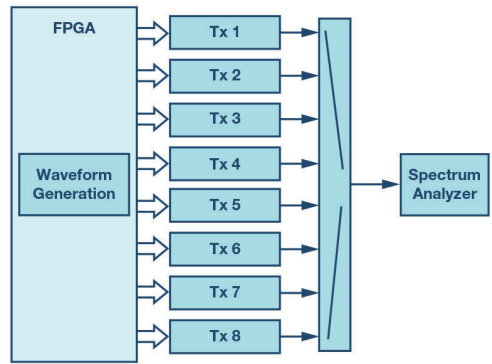 FPGA
Waveform
Generation
Tx 1
Tx 2
Tx 3
Tx 4
Tx 5
Tx 6
Tx 7
Tx 8
Spectrum
Analyzer